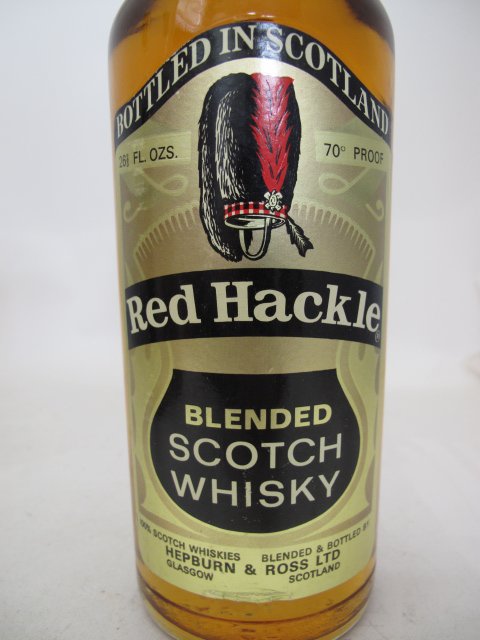 BOTTLED IN SCOTLAND
26⅔ FL. OZS.
70° PROOF
Red Hackle®
BLENDED
SCOTCH
WHISKY
100% SCOTCH WHISKIES BLENDED & BOTTLED BY
HEPBURN & ROSS LTD
GLASGOW SCOTLAND